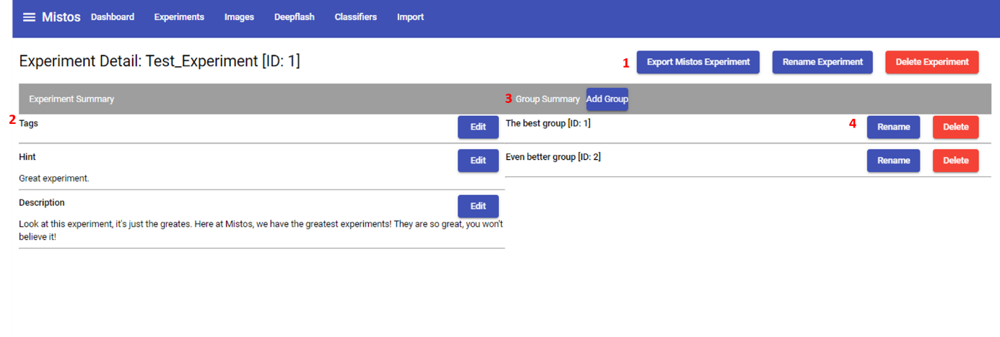 Mistos Dashboard Experiments Images Deepflash Classifiers Import
Experiment Detail: Test_Experiment [ID: 1]
1 Export Mistos Experiment Rename Experiment Delete Experiment
Experiment Summary
3 Group Summary Add Group
2 Tags Edit
The best group [ID: 1] 4 Rename Delete
Hint Edit
Great experiment.
Even better group [ID: 2] Rename Delete
Description Edit
Look at this experiment, it's just the greates. Here at Mistos, we have the greatest experiments! They are so great, you won't
believe it!